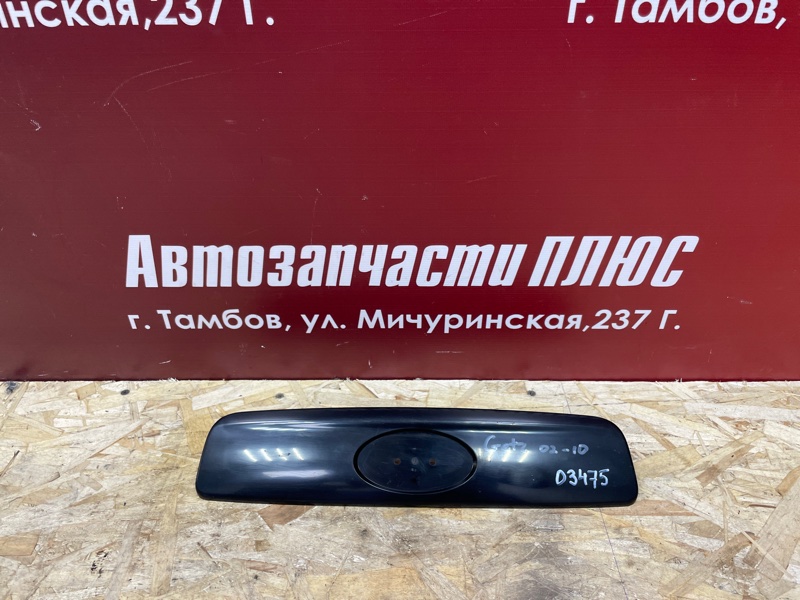 нская,237 Г.
г. Тамбов,
Автозапчасти ПЛЮС
г. Тамбов, ул. Мичуринская,237 Г.
Getz 02-10
03475